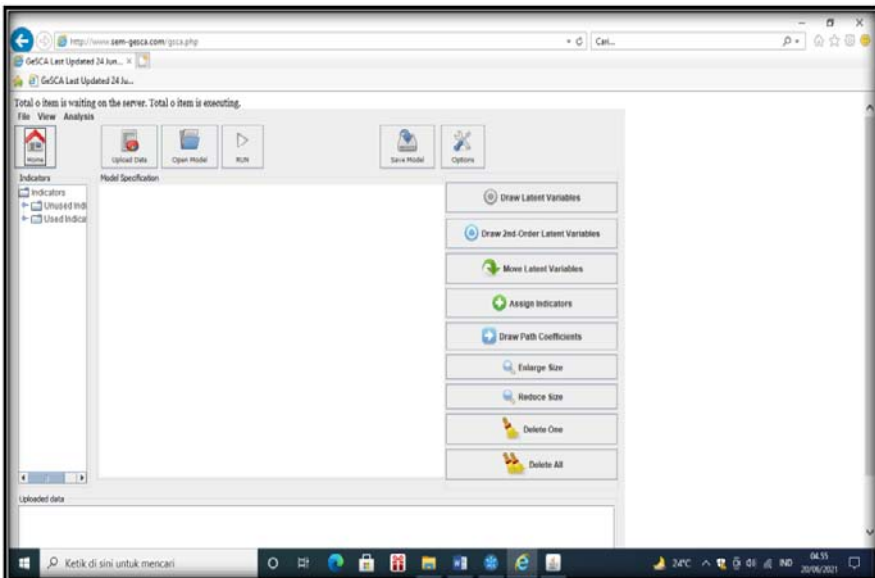 http://www.sem-gesca.com/gsca.php
Cari...
GeSCA Last Updated 24 Jun...
GeSCA Last Updated 24 Ju...
Total 0 item is waiting on the server. Total 0 item is executing.
File View Analysis
Home
Upload Data
Open Model
RUN
Save Model
Options
Indicators
Model Specification
Indicators
Unused Indi
Used Indica
Draw Latent Variables
Draw 2nd-Order Latent Variables
Move Latent Variables
Assign Indicators
Draw Path Coefficients
Enlarge Size
Reduce Size
Delete One
Delete All
Uploaded data
Ketik di sini untuk mencari
24°C
IND
04.55
20/06/2021